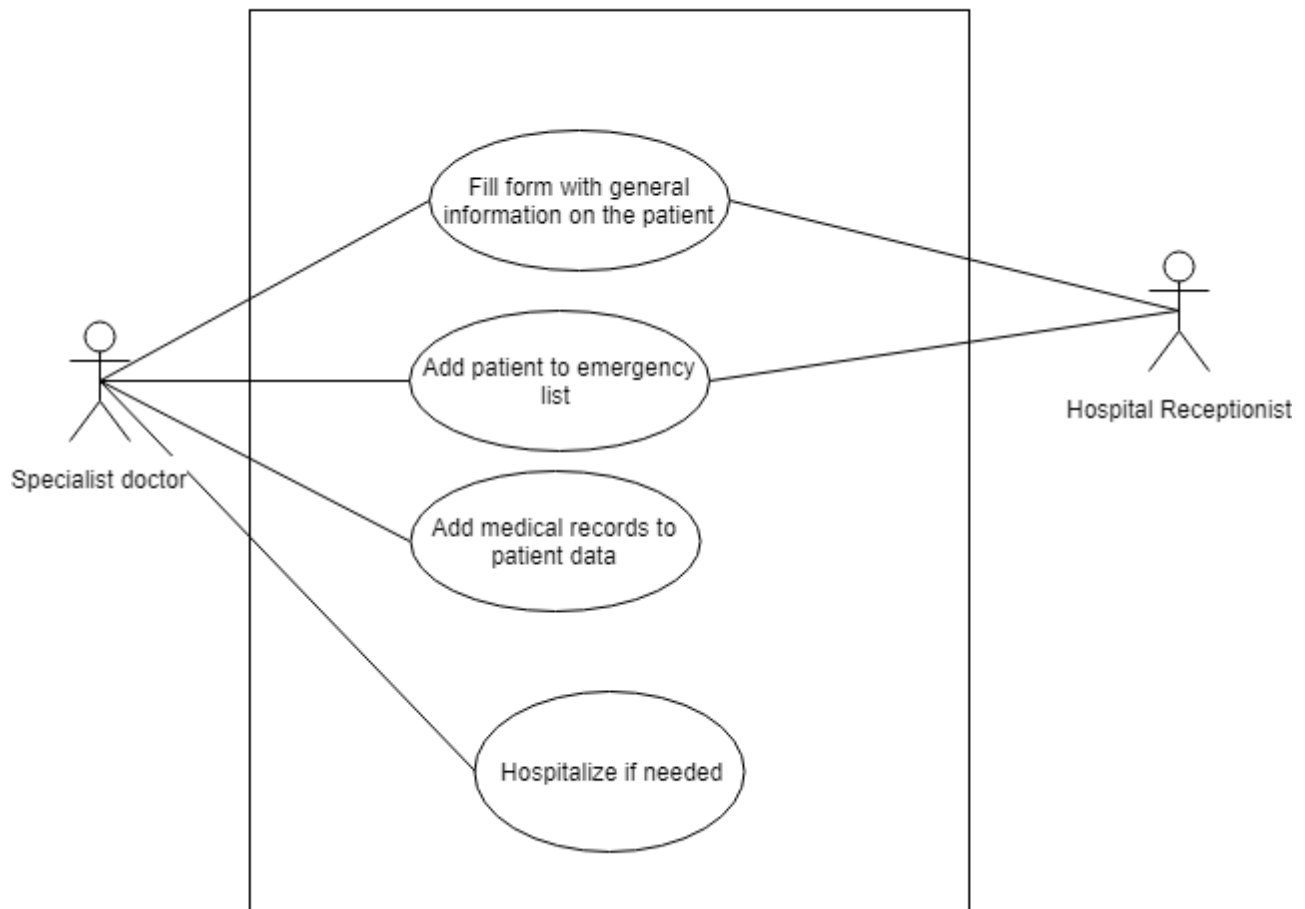 Fill form with general
information on the patient
Add patient to emergency
list
Hospital Receptionist
Specialist doctor
Add medical records to
patient data
Hospitalize if needed